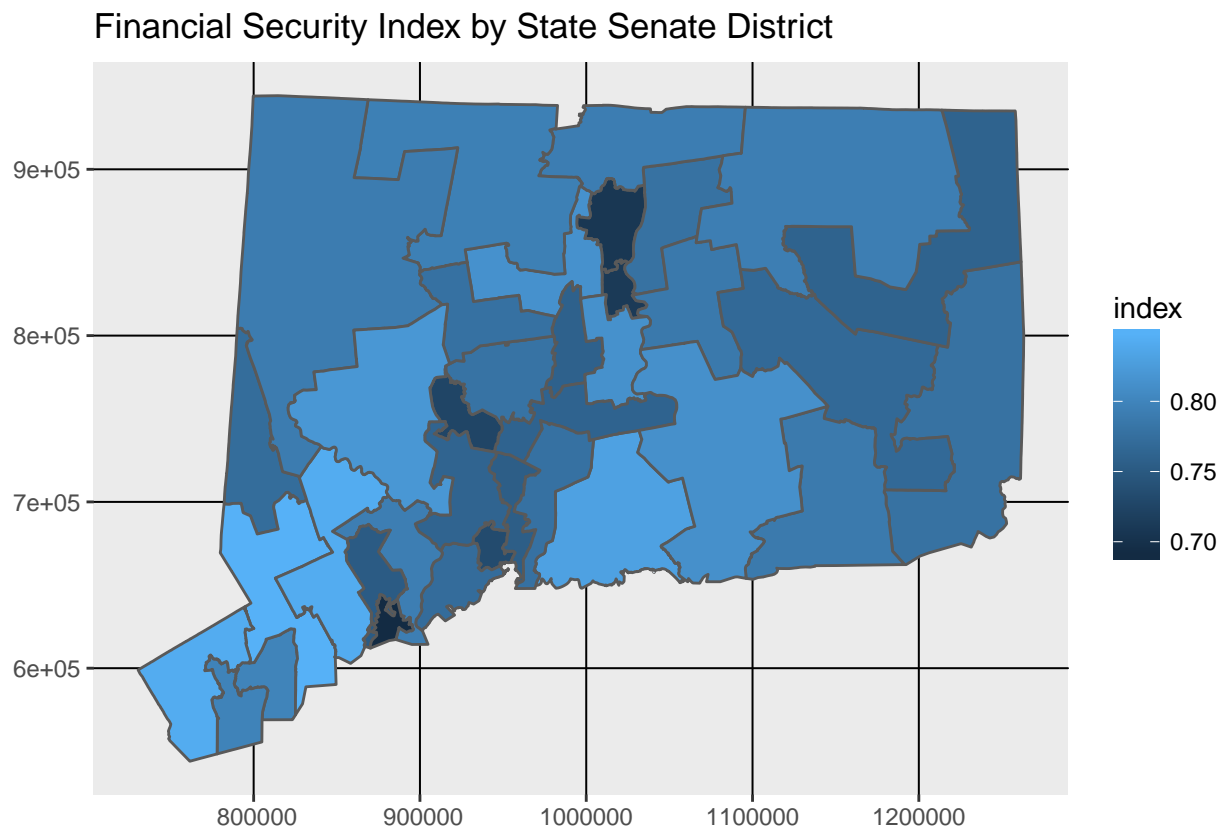 Financial Security Index by State Senate District
9e+05
8e+05
7e+05
6e+05
800000 900000 1000000 1100000 1200000
index
0.80
0.75
0.70